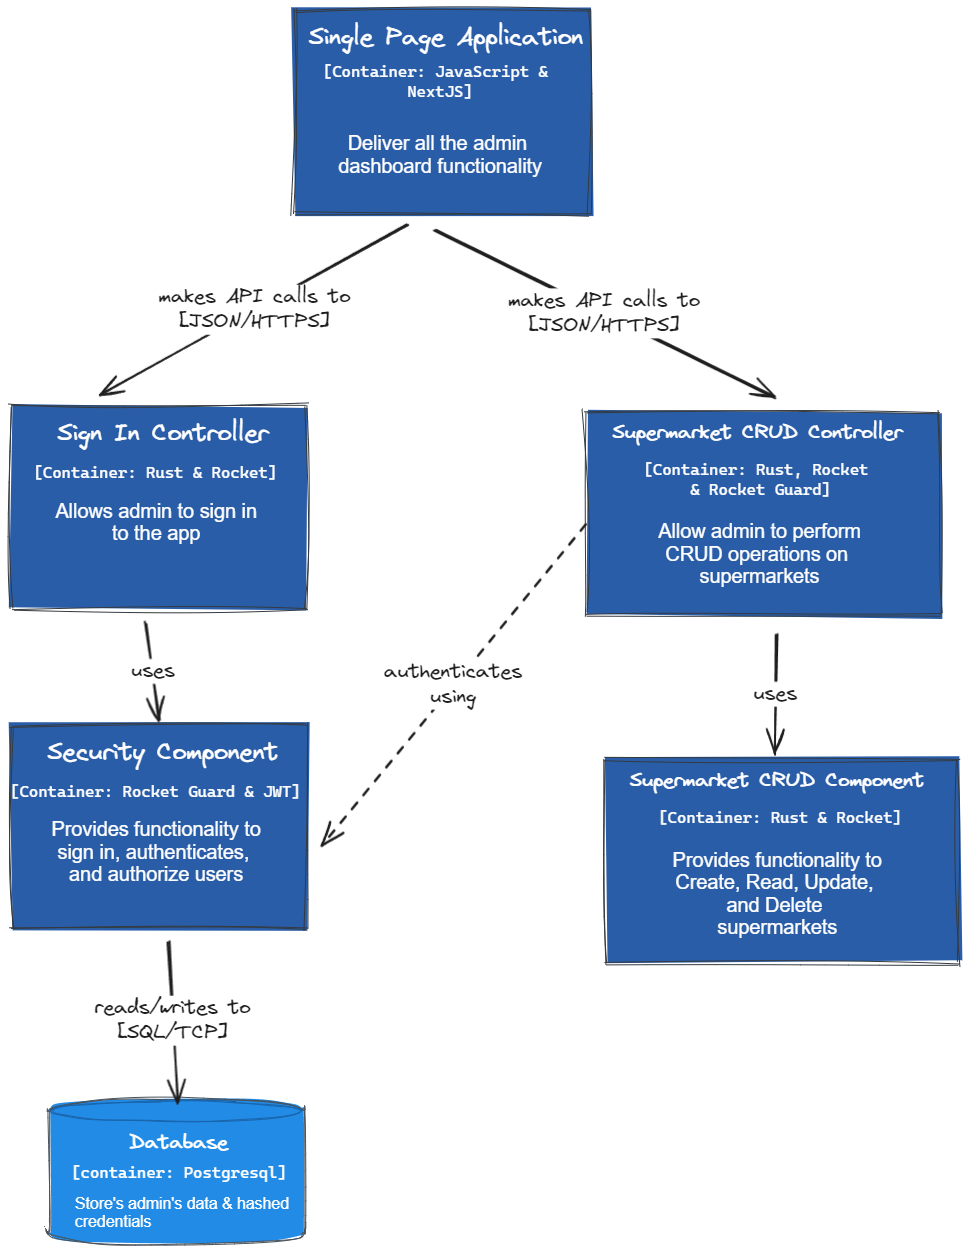 Single Page Application
[Container: JavaScript &
NextJS]
Deliver all the admin
dashboard functionality
makes API calls to
[JSON/HTTPS]
makes API calls to
[JSON/HTTPS]
Sign In Controller
[Container: Rust & Rocket]
Allows admin to sign in
to the app
Supermarket CRUD Controller
[Container: Rust, Rocket
& Rocket Guard]
Allow admin to perform
CRUD operations on
supermarkets
uses
authenticates
using
uses
Security Component
[Container: Rocket Guard & JWT]
Provides functionality to
sign in, authenticates,
and authorize users
Supermarket CRUD Component
[Container: Rust & Rocket]
Provides functionality to
Create, Read, Update,
and Delete
supermarkets
reads/writes to
[SQL/TCP]
Database
[container: Postgresql]
Store's admin's data & hashed
credentials